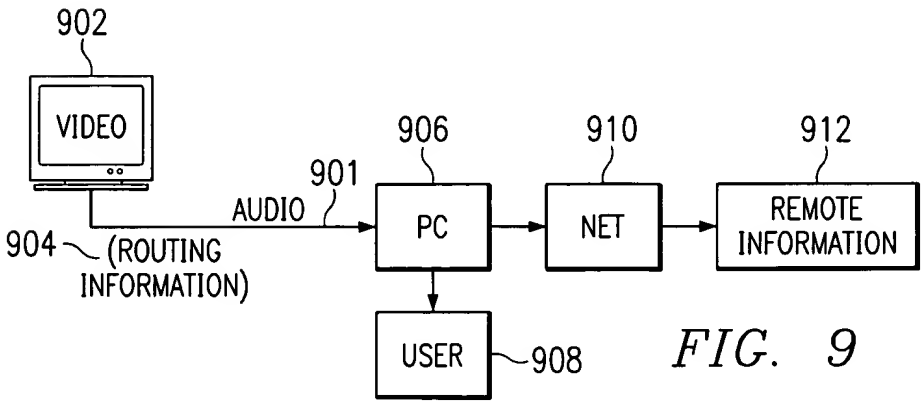 902
VIDEO
906
910
912
901
AUDIO
PC
NET
REMOTE
INFORMATION
904
(ROUTING
INFORMATION)
USER
908
FIG. 9